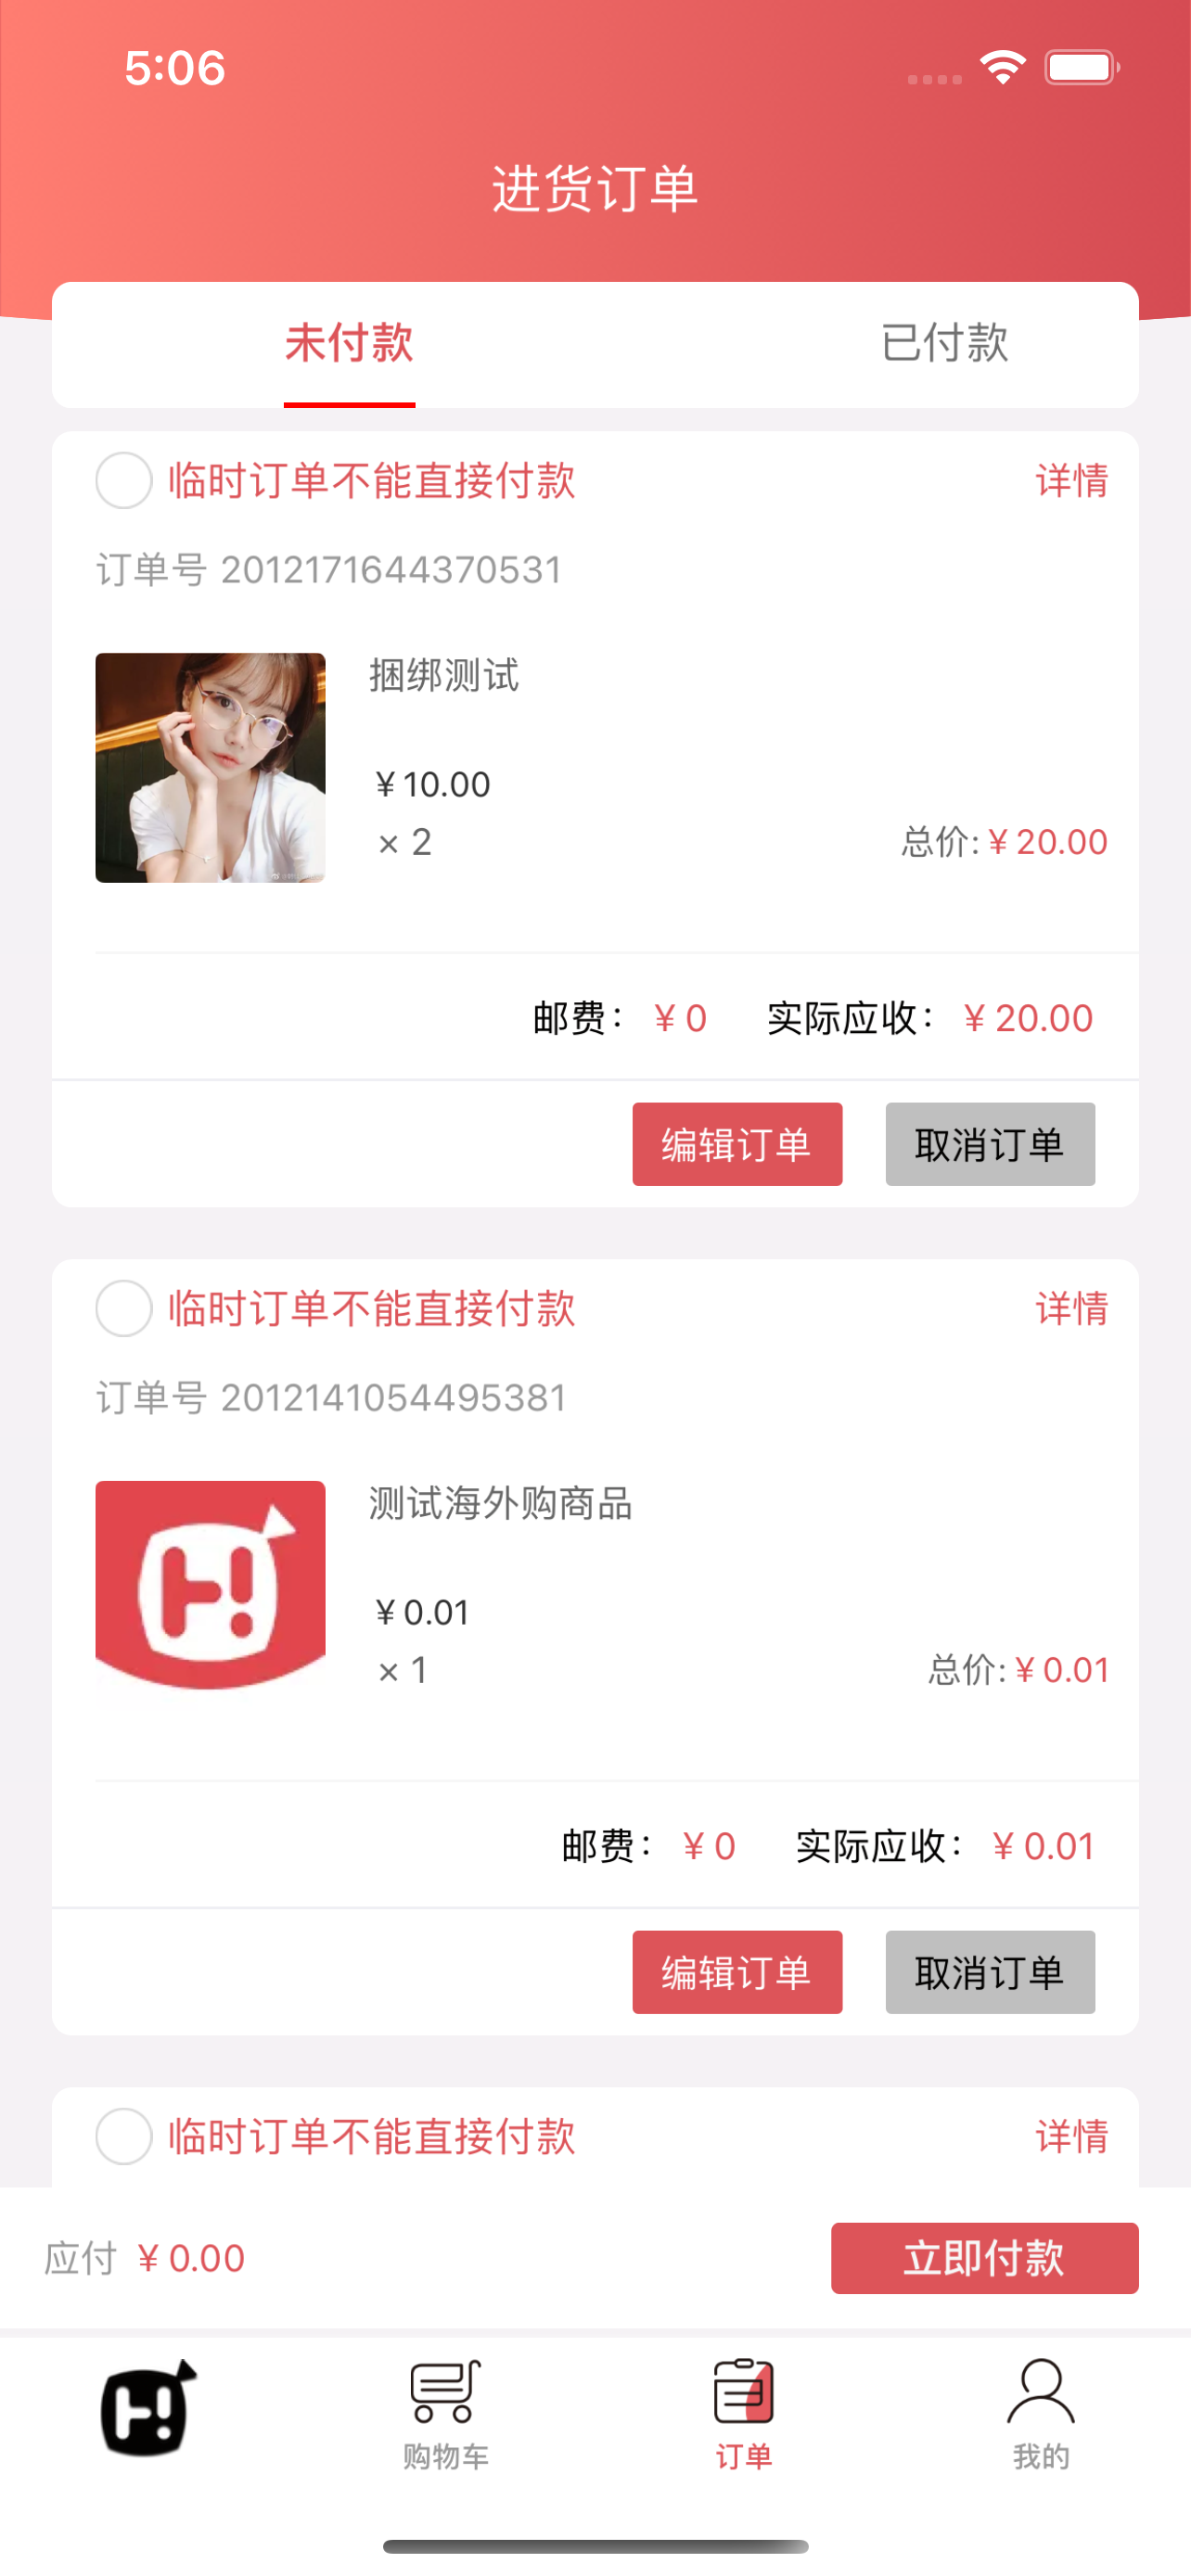 5:06
进货订单
未付款 已付款
临时订单不能直接付款 详情
订单号 2012171644370531
捆绑测试
¥ 10.00
× 2 总价: ¥ 20.00
邮费： ¥ 0 实际应收： ¥ 20.00
编辑订单 取消订单
临时订单不能直接付款 详情
订单号 2012141054495381
测试海外购商品
¥ 0.01
× 1 总价: ¥ 0.01
邮费： ¥ 0 实际应收： ¥ 0.01
编辑订单 取消订单
临时订单不能直接付款 详情
应付 ¥ 0.00 立即付款
购物车 订单 我的